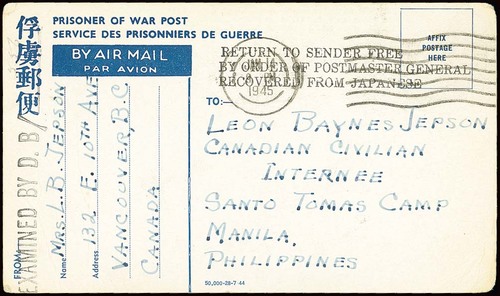 俘虜郵便
PRISONER OF WAR POST
SERVICE DES PRISONNIERS DE GUERRE
BY AIR MAIL
PAR AVION
AFFIX
POSTAGE
HERE
RETURN TO SENDER FREE
BY ORDER OF POSTMASTER GENERAL
RECOVERED FROM JAPANESE
1945
TO:—
LEON BAYNES JEPSON
CANADIAN CIVILIAN
INTERNEE
SANTO TOMAS CAMP
MANILA,
PHILIPPINES
EXAMINED BY D.B/
FROM
Name MRS. L. B. JEPSON
Address 132 E. 10TH AVE
VANCOUVER, B.C
CANADA
50,000-28-7 44